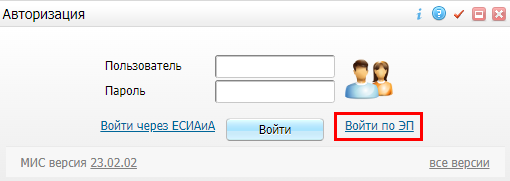 Авторизация
Пользователь
Пароль
Войти через ЕСИАиА Войти Войти по ЭП
МИС версия 23.02.02 все версии